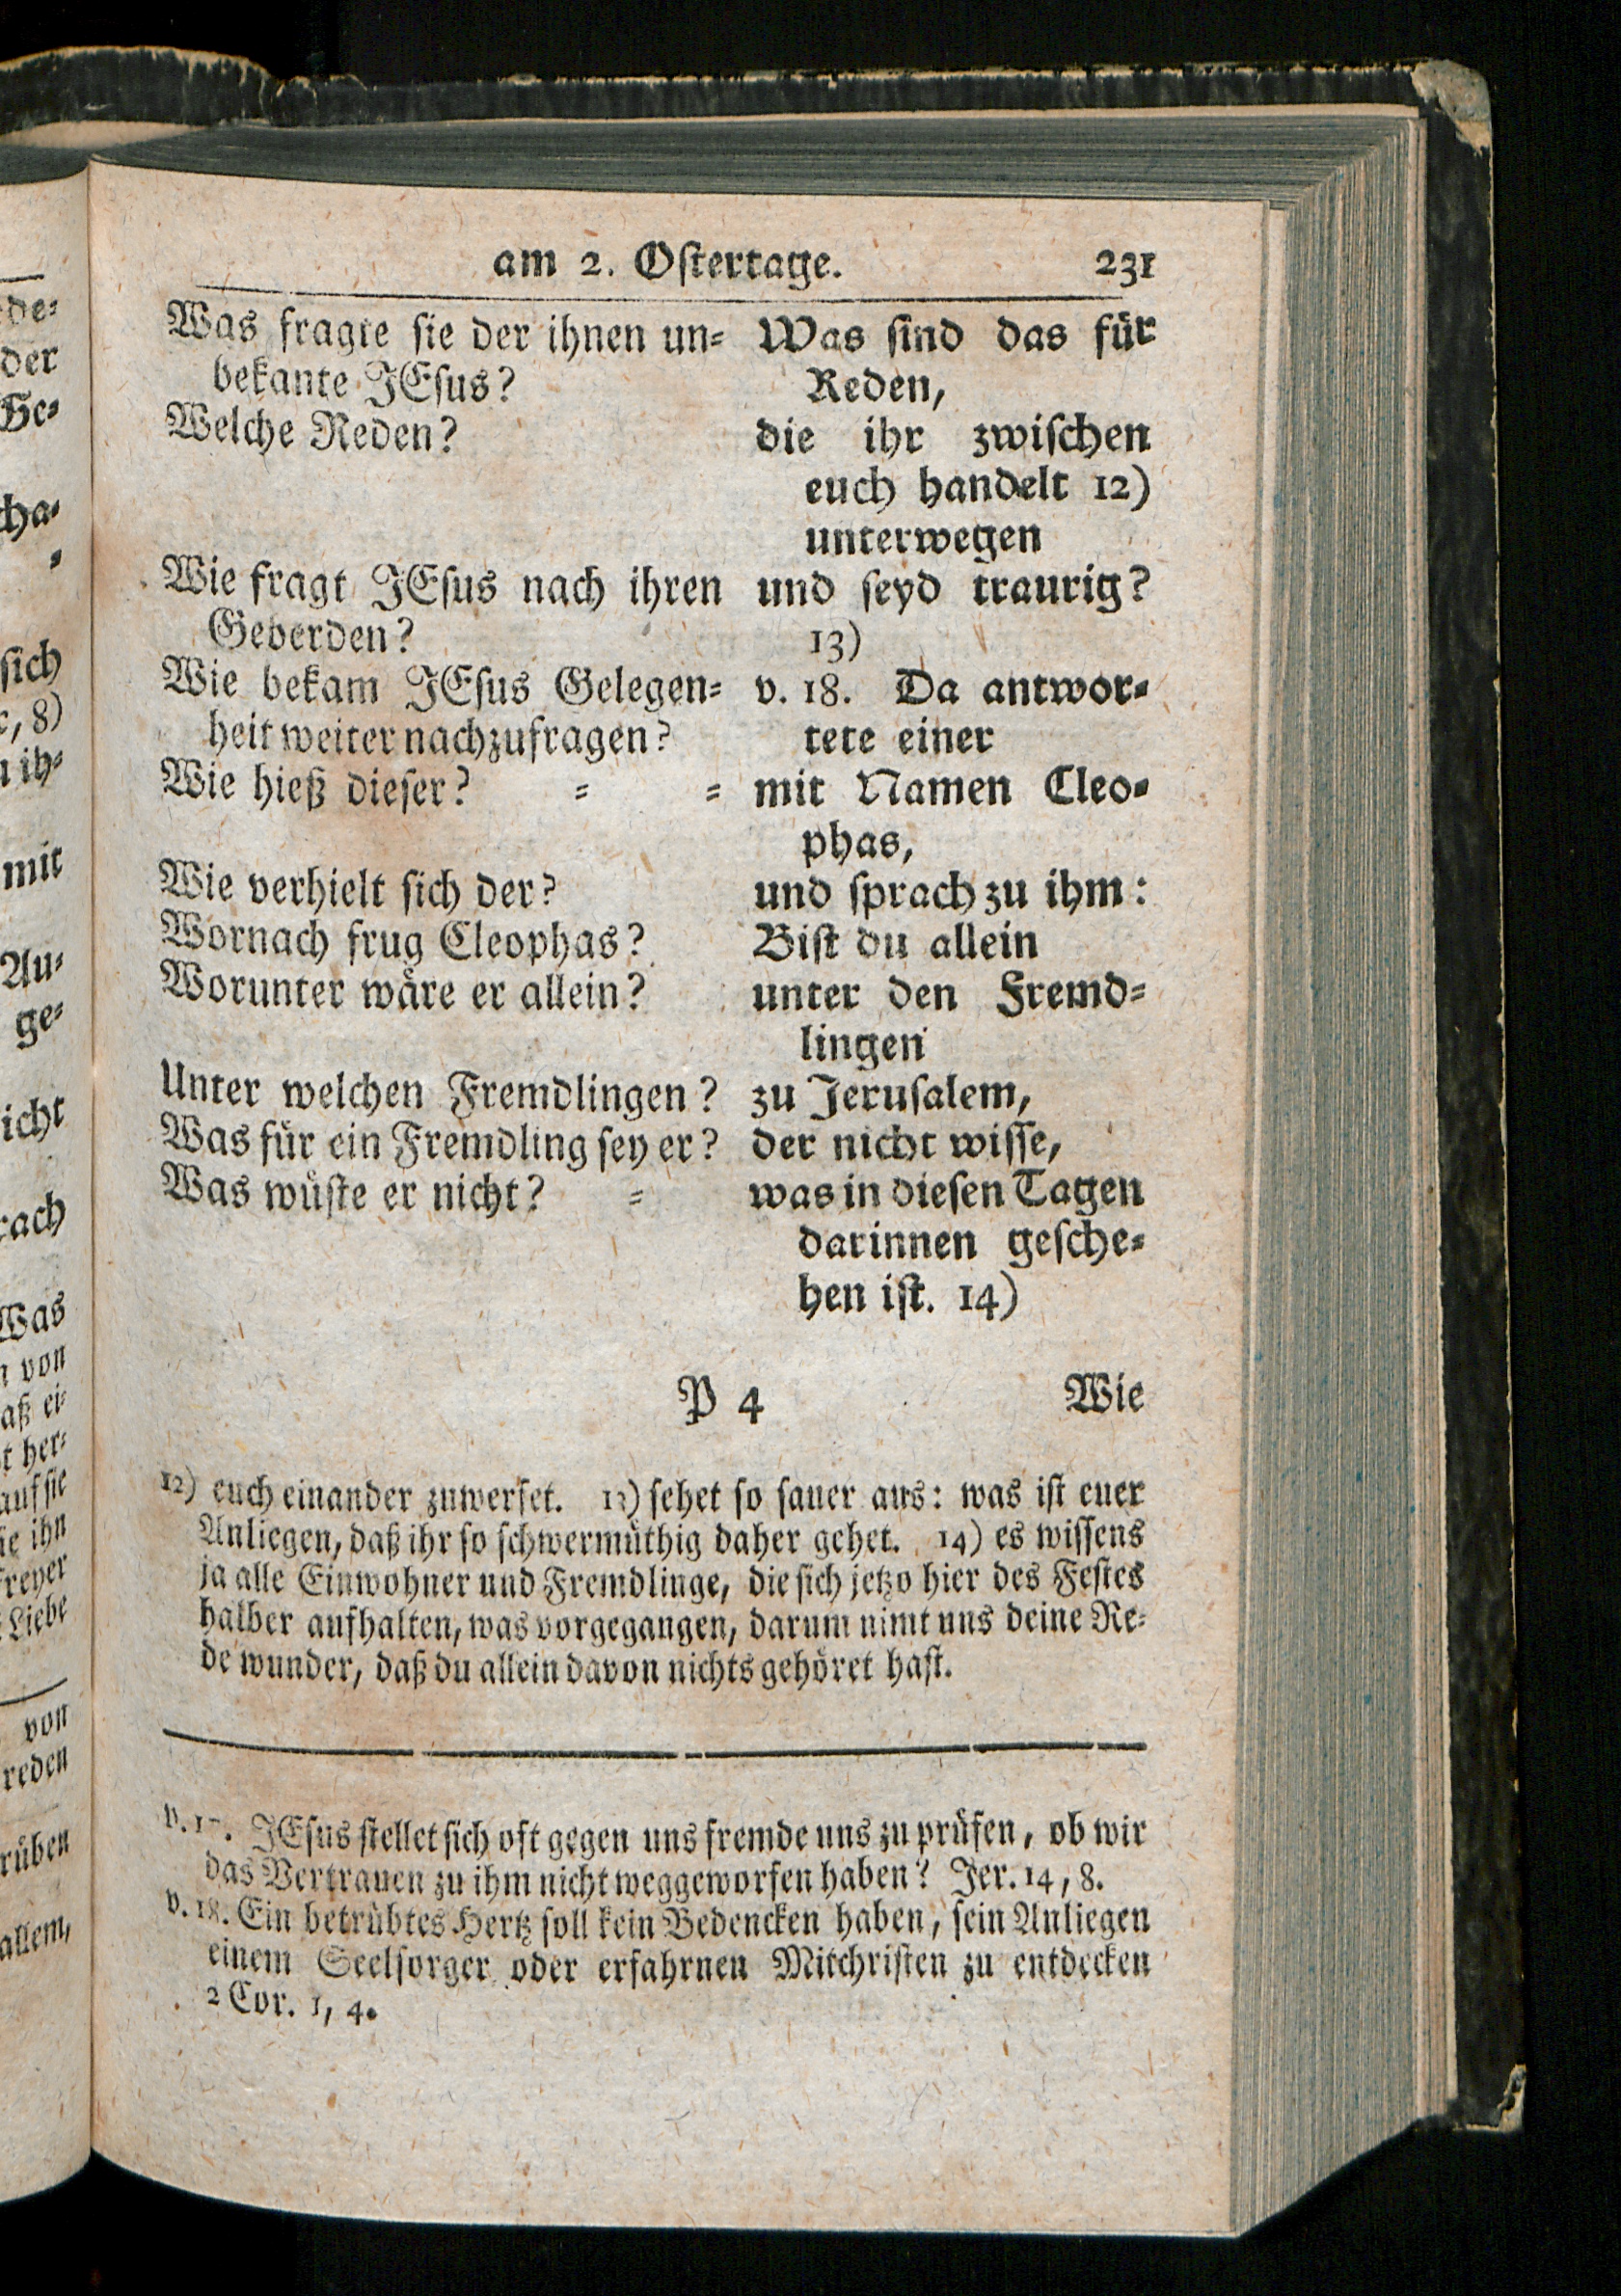 am 2. Oſtertage. 231
Was fragte ſie der ihnen un⸗
bekante JEſus?
Welche Reden?
Wie fragt JEſus nach ihren
Geberden?
Wie bekam JEſus Gelegen⸗
heit weiter nachzufragen?
Wie hieß dieſer? ⸗ ⸗
Wie verhielt ſich der?
Wornach frug Cleophas?
Worunter wäre er allein?
Unter welchen Fremdlingen?
Was für ein Fremdling ſey er?
Was wüſte er nicht? ⸗
Was ſind das für
Reden,
die ihr zwiſchen
euch handelt 12)
unterwegen
und ſeyd traurig?
13)
v. 18. Da antwor⸗
tete einer
mit Namen Cleo⸗
phas,
und ſprach zu ihm:
Biſt du allein
unter den Fremd⸗
lingen
zu Jeruſalem,
der nicht wiſſe,
was in dieſen Tagen
darinnen geſche⸗
hen iſt. 14)
P 4 Wie
12) euch einander zuwerfet. 13) ſehet ſo ſauer aus: was iſt euer
Anliegen, daß ihr ſo ſchwermüthig daher gehet. 14) es wiſſens
ja alle Einwohner und Fremdlinge, die ſich jetzo hier des Feſtes
halber aufhalten, was vorgegangen, darum nimt uns deine Re⸗
de wunder, daß du allein davon nichts gehöret haſt.
v. 17. JEſus ſtellet ſich oft gegen uns fremde uns zu prüfen, ob wir
das Vertrauen zu ihm nicht weggeworfen haben? Jer. 14, 8.
v. 18. Ein betrübtes Hertz ſoll kein Bedencken haben, ſein Anliegen
einem Seelſorger oder erfahrnen Mitchriſten zu entdecken
2 Cor. 1, 4.